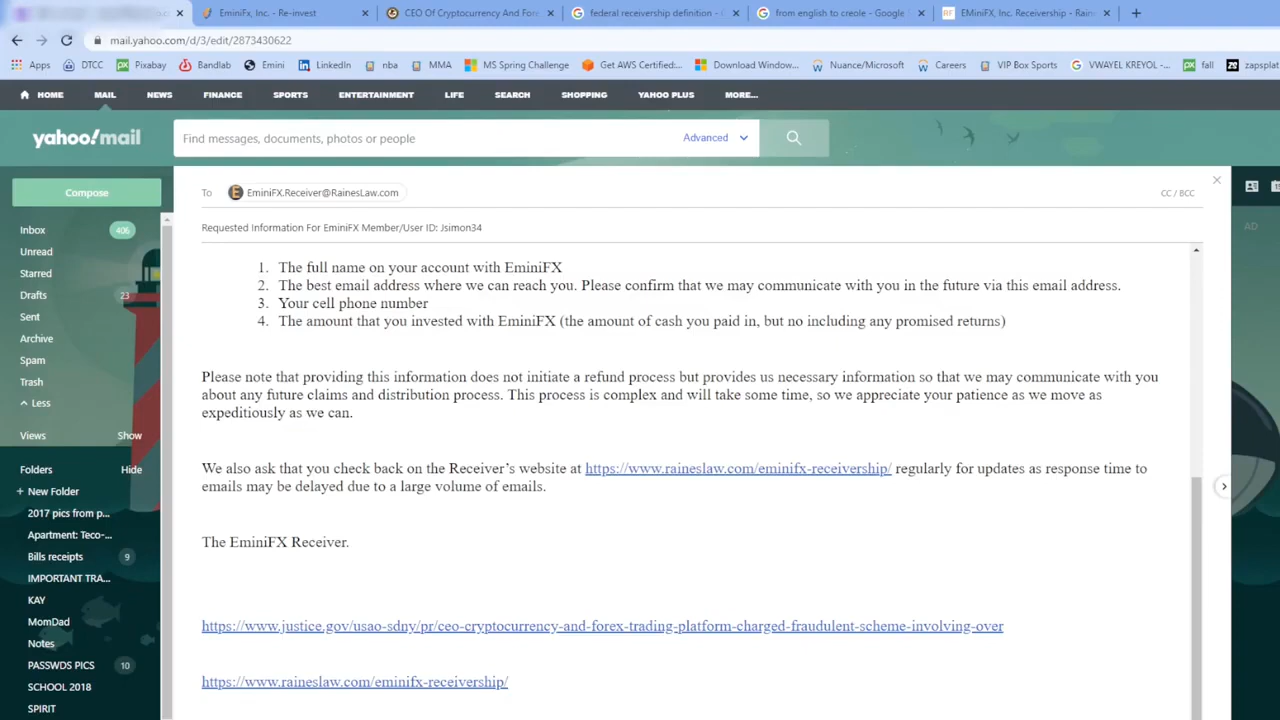 EminiFx, Inc. - Re-invest
CEO Of Cryptocurrency And Fore
federal receivership definition -
from english to creole - Google
EMiniFX, Inc. Receivership - Rain
mail.yahoo.com/d/3/edit/2873430622
Apps DTCC Pixabay Bandlab Emini LinkedIn nba MMA MS Spring Challenge Get AWS Certified:... Download Window... Nuance/Microsoft Careers VIP Box Sports VWAYEL KREYOL -... fall zapsplat
HOME MAIL NEWS FINANCE SPORTS ENTERTAINMENT LIFE SEARCH SHOPPING YAHOO PLUS MORE...
yahoo!mail
Find messages, documents, photos or people Advanced
Compose
To EminiFX.Receiver@RainesLaw.com CC / BCC
Requested Information For EminiFX Member/User ID: Jsimon34
AD
Inbox 406
Unread
Starred
Drafts 23
Sent
Archive
Spam
Trash
Less
Views Show
Folders Hide
+ New Folder
2017 pics from p...
Apartment: Teco-...
Bills receipts 9
IMPORTANT TRA...
KAY
MomDad
Notes
PASSWDS PICS 10
SCHOOL 2018
SPIRIT
1. The full name on your account with EminiFX
2. The best email address where we can reach you. Please confirm that we may communicate with you in the future via this email address.
3. Your cell phone number
4. The amount that you invested with EminiFX (the amount of cash you paid in, but no including any promised returns)
Please note that providing this information does not initiate a refund process but provides us necessary information so that we may communicate with you
about any future claims and distribution process. This process is complex and will take some time, so we appreciate your patience as we move as
expeditiously as we can.
We also ask that you check back on the Receiver’s website at https://www.raineslaw.com/eminifx-receivership/ regularly for updates as response time to
emails may be delayed due to a large volume of emails.
The EminiFX Receiver.
https://www.justice.gov/usao-sdny/pr/ceo-cryptocurrency-and-forex-trading-platform-charged-fraudulent-scheme-involving-over
https://www.raineslaw.com/eminifx-receivership/